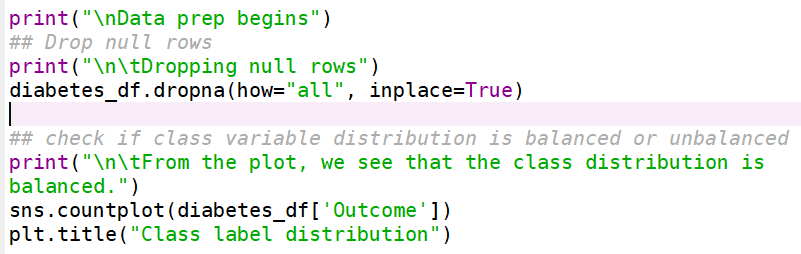 print("\nData prep begins")
## Drop null rows
print("\n\tDropping null rows")
diabetes_df.dropna(how="all", inplace=True)
## check if class variable distribution is balanced or unbalanced
print("\n\tFrom the plot, we see that the class distribution is
balanced.")
sns.countplot(diabetes_df['Outcome'])
plt.title("Class label distribution")